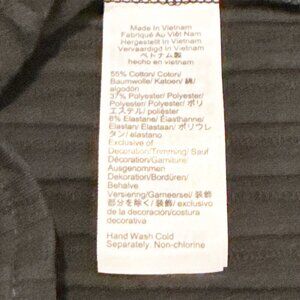 Made In Vietnam
Fabriqué Au Viêt Nam
Hergestellt In Vietnam
Vervaardigd In Vietnam
ベトナム製
hecho en vietnam
55% Cotton/ Coton/
Baumwolle/ Katoen/ 綿/
algodón
37% Polyester/ Polyester/
Polyester/ Polyester/ ポリ
エステル/ poliéster
8% Elastane/ Élasthanne/
Elastan/ Elastaan/ ポリウレ
タン/ elastano
Exclusive of
Decoration/Trimming/ Sauf
Décoration/Garniture/
Ausgenommen
Dekoration/Bordüren/
Behalve
Versiering/Garneersel/ 装飾
部分を除く/ 装飾/ exclusivo
de la decoración/costura
decorativa
Hand Wash Cold
Separately. Non-chlorine